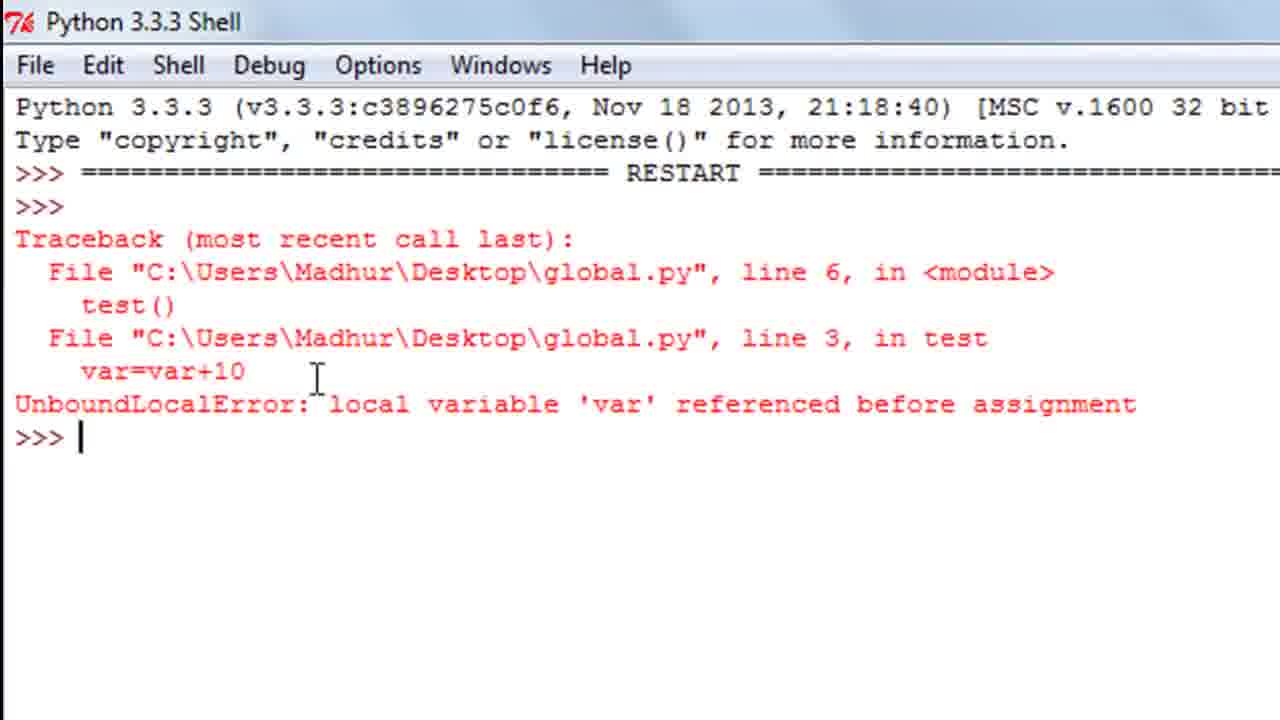 Python 3.3.3 Shell
File Edit Shell Debug Options Windows Help
Python 3.3.3 (v3.3.3:c3896275c0f6, Nov 18 2013, 21:18:40) [MSC v.1600 32 bit
Type "copyright", "credits" or "license()" for more information.
>>> ================================ RESTART ================================
>>>
Traceback (most recent call last):
  File "C:\Users\Madhur\Desktop\global.py", line 6, in <module>
    test()
  File "C:\Users\Madhur\Desktop\global.py", line 3, in test
    var=var+10
UnboundLocalError: local variable 'var' referenced before assignment
>>>